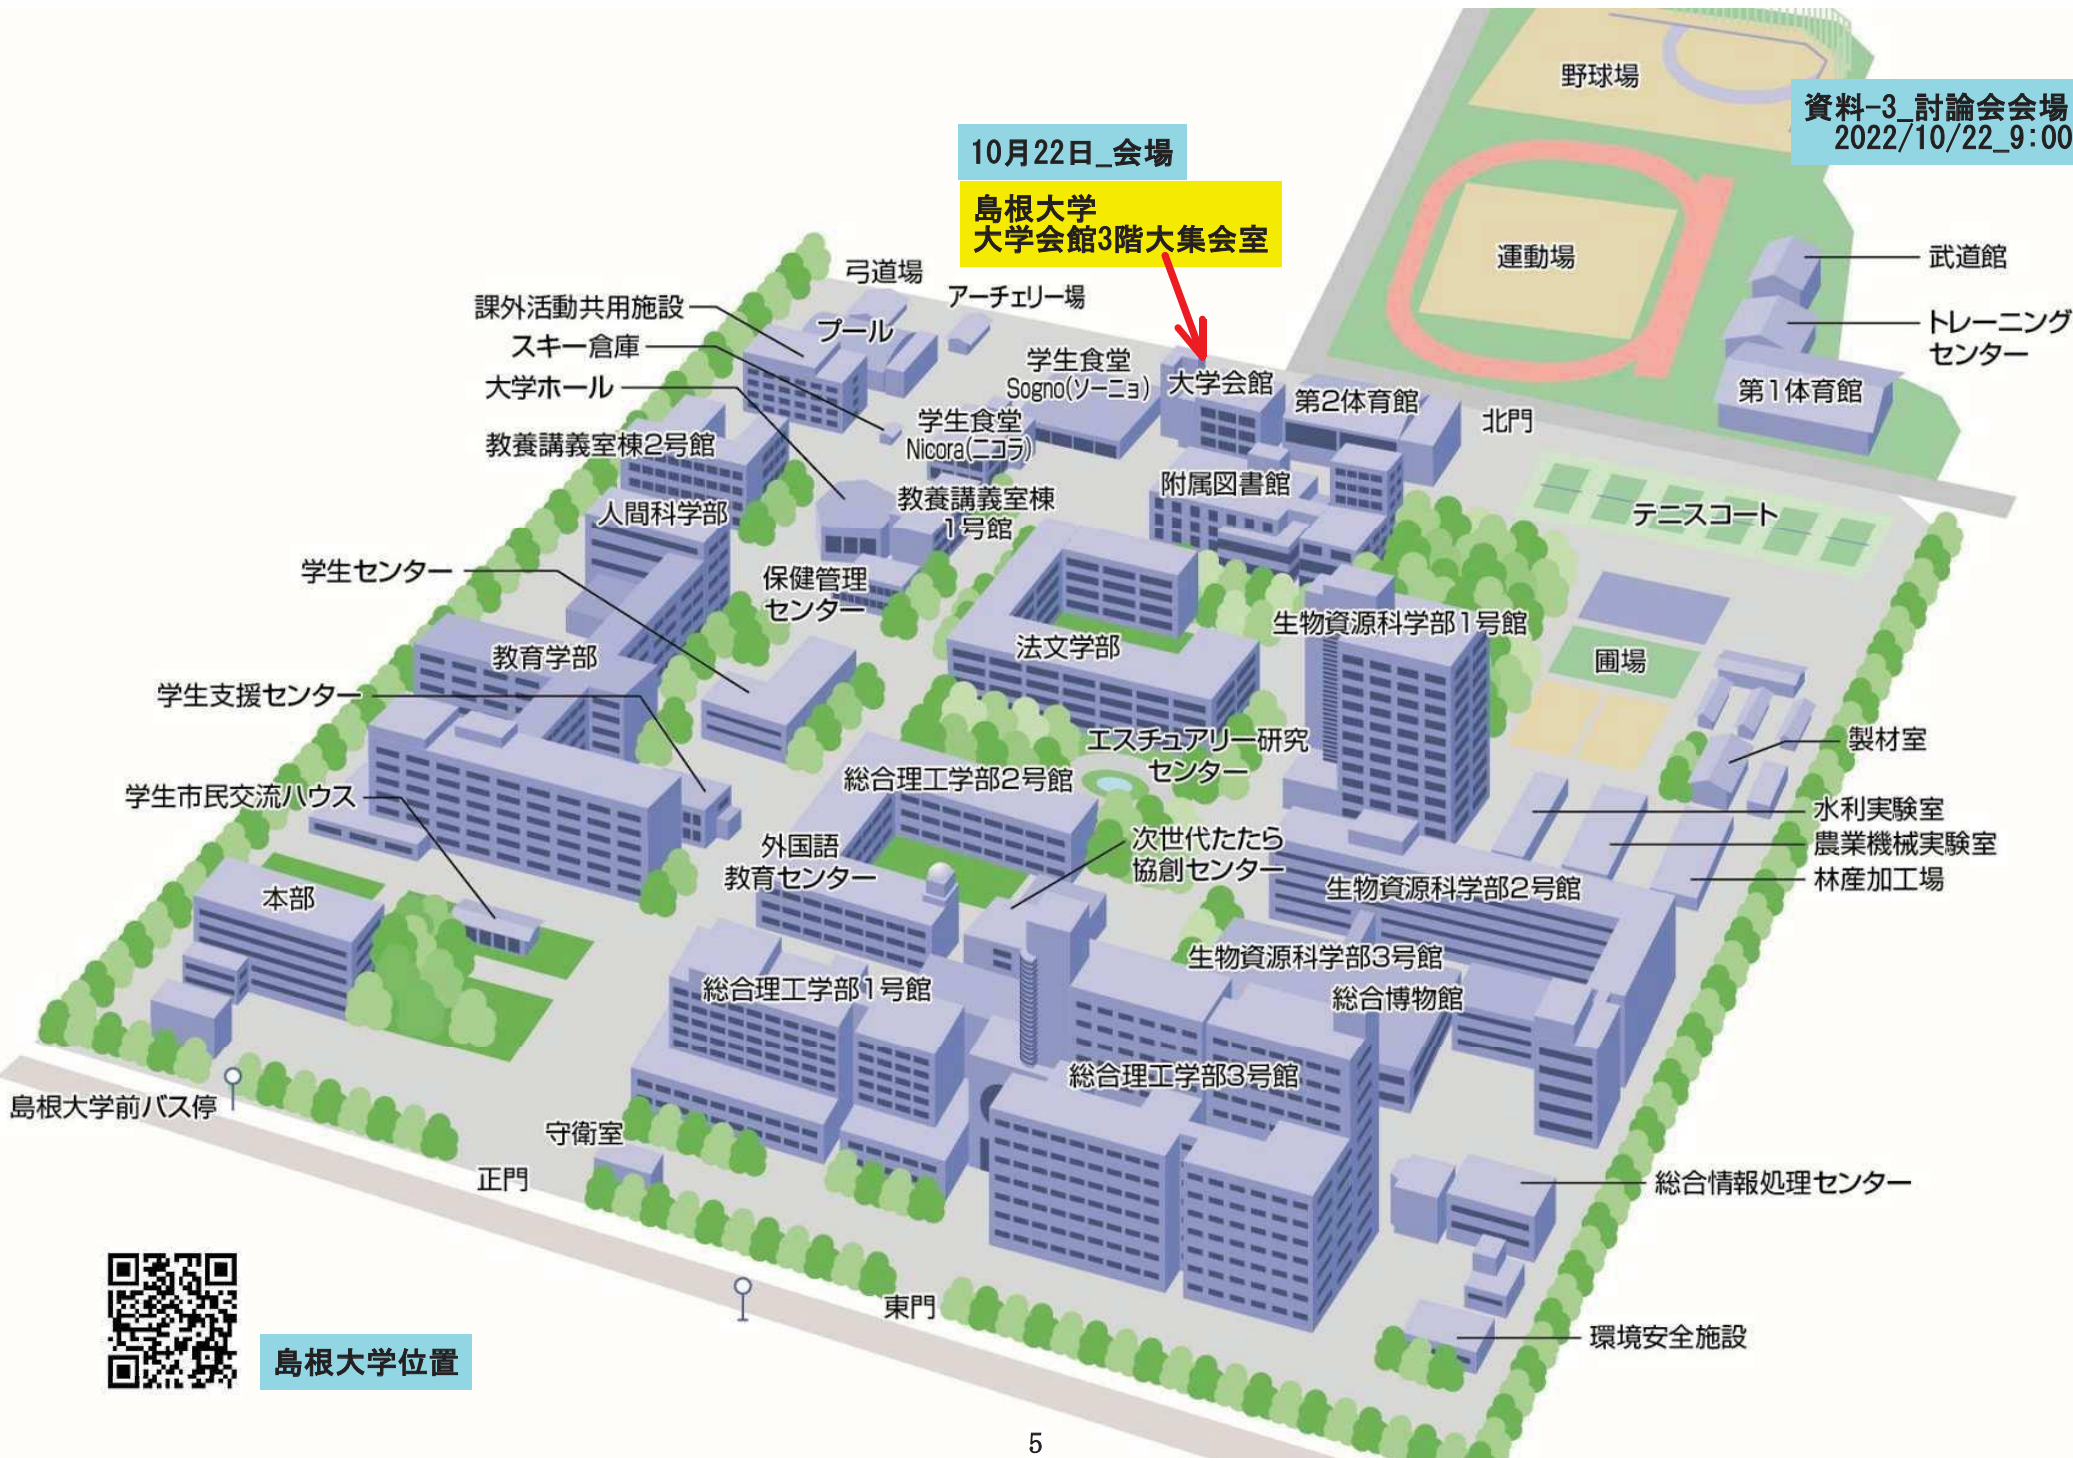 野球場
資料-3_討論会会場
2022/10/22_9:00
10月22日_会場
島根大学
大学会館3階大集会室
運動場
武道館
トレーニング
センター
第1体育館
弓道場
アーチェリー場
課外活動共用施設
プール
スキー倉庫
大学ホール
学生食堂
Sogno(ソーニョ)
大学会館
第2体育館
北門
学生食堂
Nicora(ニコラ)
教養講義室棟2号館
附属図書館
教養講義室棟
1号館
人間科学部
テニスコート
学生センター
保健管理
センター
生物資源科学部1号館
法文学部
教育学部
圃場
学生支援センター
エスチュアリー研究
センター
製材室
総合理工学部2号館
学生市民交流ハウス
水利実験室
外国語
教育センター
次世代たたら
協創センター
農業機械実験室
生物資源科学部2号館
林産加工場
本部
生物資源科学部3号館
総合理工学部1号館
総合博物館
総合理工学部3号館
島根大学前バス停
守衛室
正門
総合情報処理センター
東門
環境安全施設
島根大学位置
5